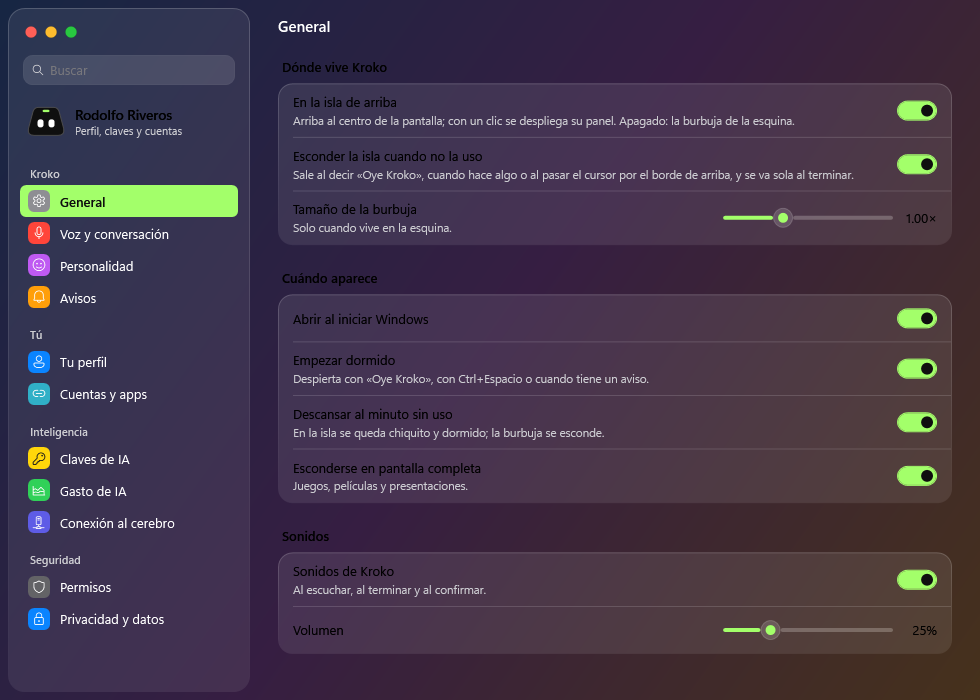 General
Buscar
Rodolfo Riveros
Perfil, claves y cuentas
Kroko
General
Voz y conversación
Personalidad
Avisos
Tú
Tu perfil
Cuentas y apps
Inteligencia
Claves de IA
Gasto de IA
Conexión al cerebro
Seguridad
Permisos
Privacidad y datos
Dónde vive Kroko
En la isla de arriba
Arriba al centro de la pantalla; con un clic se despliega su panel. Apagado: la burbuja de la esquina.
Esconder la isla cuando no la uso
Sale al decir «Oye Kroko», cuando hace algo o al pasar el cursor por el borde de arriba, y se va sola al terminar.
Tamaño de la burbuja
Solo cuando vive en la esquina.
1.00×
Cuándo aparece
Abrir al iniciar Windows
Empezar dormido
Despierta con «Oye Kroko», con Ctrl+Espacio o cuando tiene un aviso.
Descansar al minuto sin uso
En la isla se queda chiquito y dormido; la burbuja se esconde.
Esconderse en pantalla completa
Juegos, películas y presentaciones.
Sonidos
Sonidos de Kroko
Al escuchar, al terminar y al confirmar.
Volumen
25%